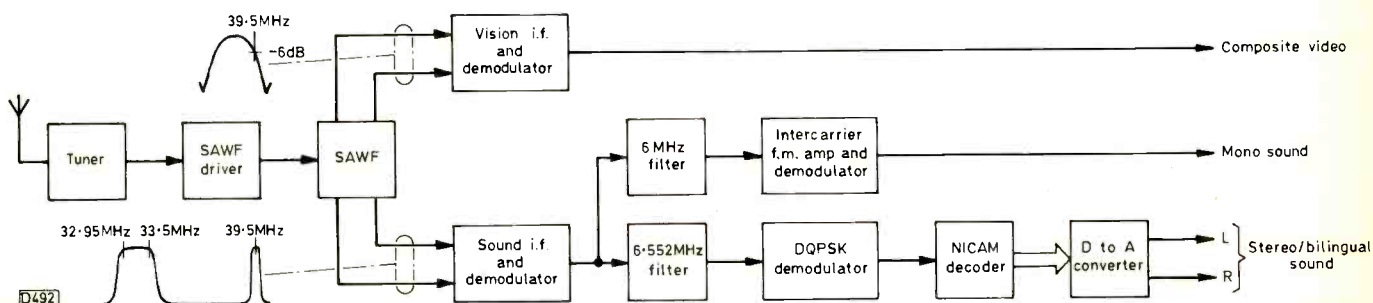 39·5MHz
-6dB
Vision i.f.
and
demodulator
Composite video
Tuner
SAWF
driver
SAWF
6MHz
filter
Intercarrier
f.m. amp and
demodulator
Mono sound
32·95MHz
33·5MHz
39·5MHz
Sound i.f.
and
demodulator
6·552MHz
filter
DQPSK
demodulator
NICAM
decoder
D to A
converter
L
R
Stereo/bilingual
sound
D492